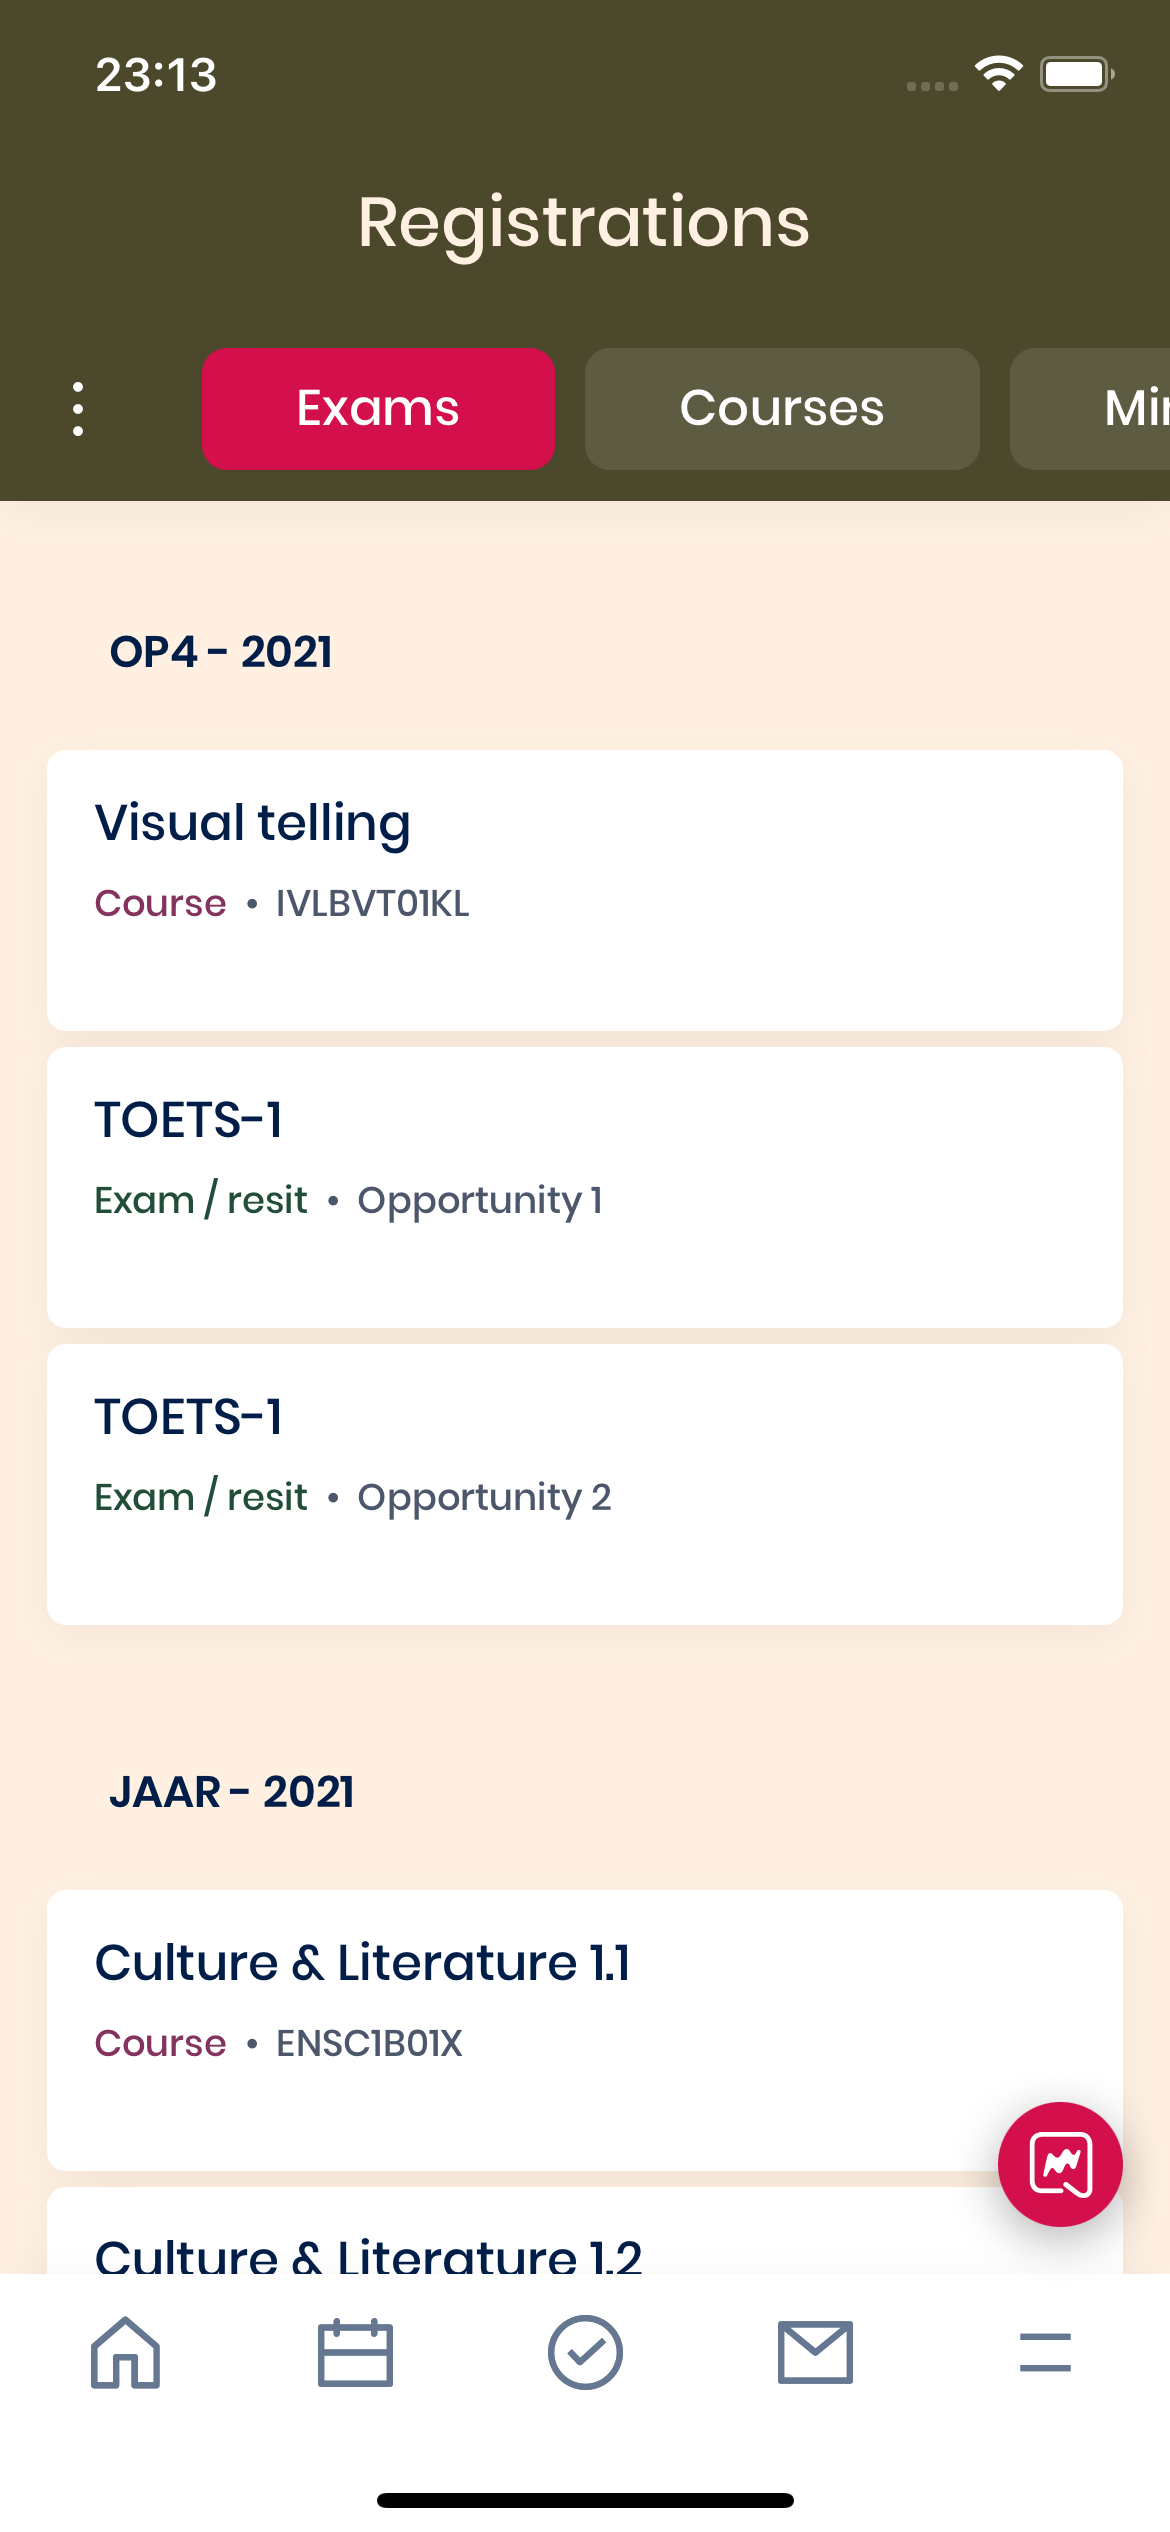 23:13
Registrations
Exams
Courses
OP4 - 2021
Visual telling
Course • IVLBVT01KL
TOETS-1
Exam / resit • Opportunity 1
TOETS-1
Exam / resit • Opportunity 2
JAAR - 2021
Culture & Literature 1.1
Course • ENSC1B01X
Culture & Literature 1.2